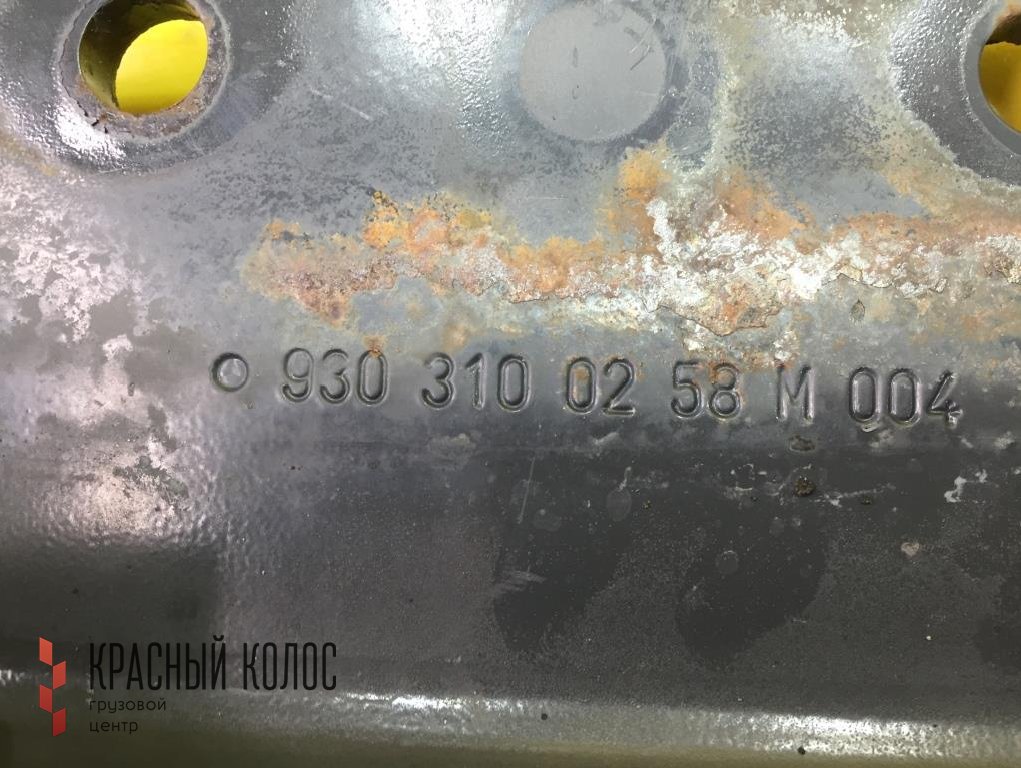 930 310 02 58 M 004
КРАСНЫЙ КОЛОС
грузовой
центр